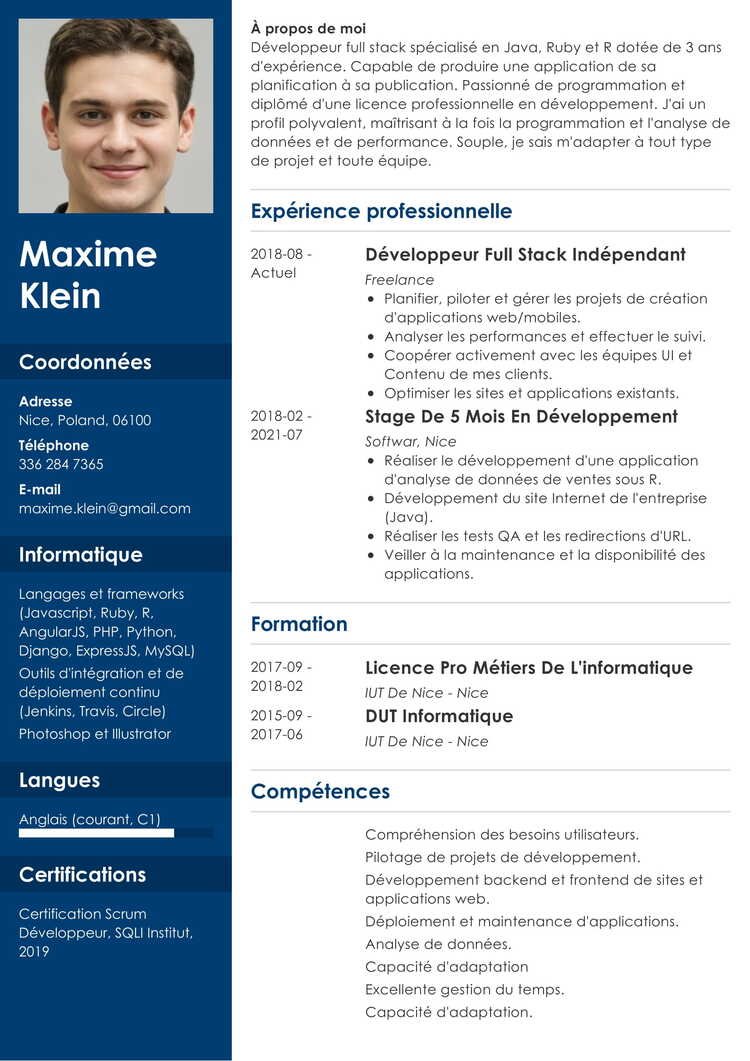 Maxime
Klein
Coordonnées
Adresse
Nice, Poland, 06100
Téléphone
336 284 7365
E-mail
maxime.klein@gmail.com
Informatique
Langages et frameworks
(Javascript, Ruby, R,
AngularJS, PHP, Python,
Django, ExpressJS, MySQL)
Outils d'intégration et de
déploiement continu
(Jenkins, Travis, Circle)
Photoshop et Illustrator
Langues
Anglais (courant, C1)
Certifications
Certification Scrum
Développeur, SQLI Institut,
2019
À propos de moi
Développeur full stack spécialisé en Java, Ruby et R dotée de 3 ans
d'expérience. Capable de produire une application de sa
planification à sa publication. Passionné de programmation et
diplômé d'une licence professionnelle en développement. J'ai un
profil polyvalent, maîtrisant à la fois la programmation et l'analyse de
données et de performance. Souple, je sais m'adapter à tout type
de projet et toute équipe.
Expérience professionnelle
2018-08 -
Actuel
Développeur Full Stack Indépendant
Freelance
• Planifier, piloter et gérer les projets de création
d'applications web/mobiles.
• Analyser les performances et effectuer le suivi.
• Coopérer activement avec les équipes UI et
Contenu de mes clients.
• Optimiser les sites et applications existants.
2018-02 -
2021-07
Stage De 5 Mois En Développement
Softwar, Nice
• Réaliser le développement d'une application
d'analyse de données de ventes sous R.
• Développement du site Internet de l'entreprise
(Java).
• Réaliser les tests QA et les redirections d'URL.
• Veiller à la maintenance et la disponibilité des
applications.
Formation
2017-09 -
2018-02
Licence Pro Métiers De L'informatique
IUT De Nice - Nice
2015-09 -
2017-06
DUT Informatique
IUT De Nice - Nice
Compétences
Compréhension des besoins utilisateurs.
Pilotage de projets de développement.
Développement backend et frontend de sites et
applications web.
Déploiement et maintenance d'applications.
Analyse de données.
Capacité d'adaptation
Excellente gestion du temps.
Capacité d'adaptation.